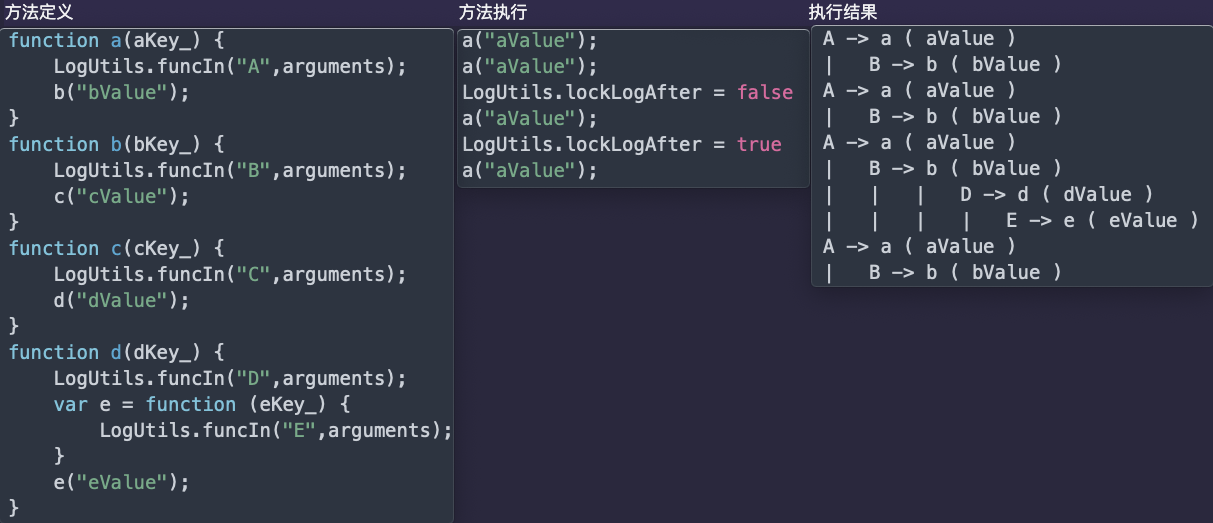 方法定义
function a(aKey_) {
    LogUtils.funcIn("A",arguments);
    b("bValue");
}
function b(bKey_) {
    LogUtils.funcIn("B",arguments);
    c("cValue");
}
function c(cKey_) {
    LogUtils.funcIn("C",arguments);
    d("dValue");
}
function d(dKey_) {
    LogUtils.funcIn("D",arguments);
    var e = function (eKey_) {
        LogUtils.funcIn("E",arguments);
    }
    e("eValue");
}
方法执行
a("aValue");
a("aValue");
LogUtils.lockLogAfter = false
a("aValue");
LogUtils.lockLogAfter = true
a("aValue");
执行结果
A -> a ( aValue )
|   B -> b ( bValue )
A -> a ( aValue )
|   B -> b ( bValue )
A -> a ( aValue )
|   B -> b ( bValue )
|   |   |   D -> d ( dValue )
|   |   |   |   E -> e ( eValue )
A -> a ( aValue )
|   B -> b ( bValue )